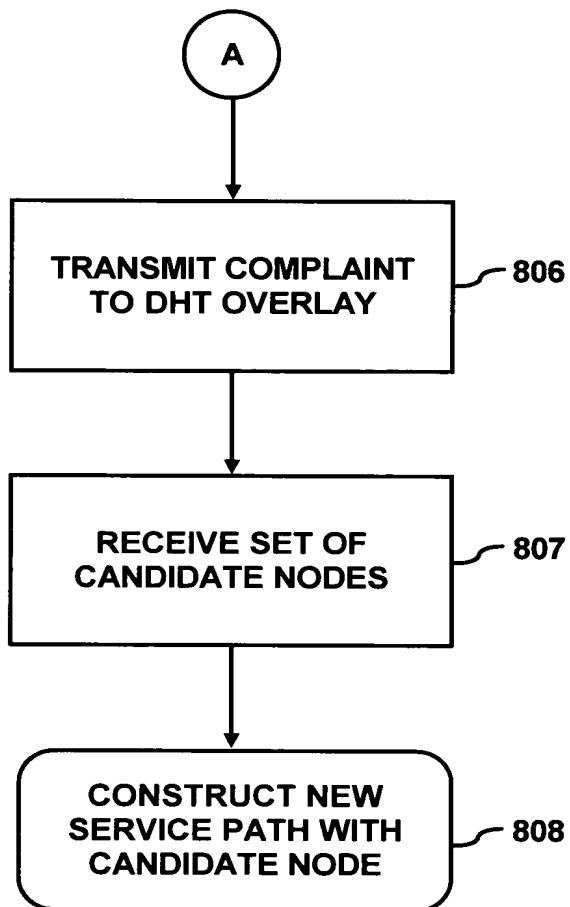 A
TRANSMIT COMPLAINT
TO DHT OVERLAY
806
RECEIVE SET OF
CANDIDATE NODES
807
CONSTRUCT NEW
SERVICE PATH WITH
CANDIDATE NODE
808